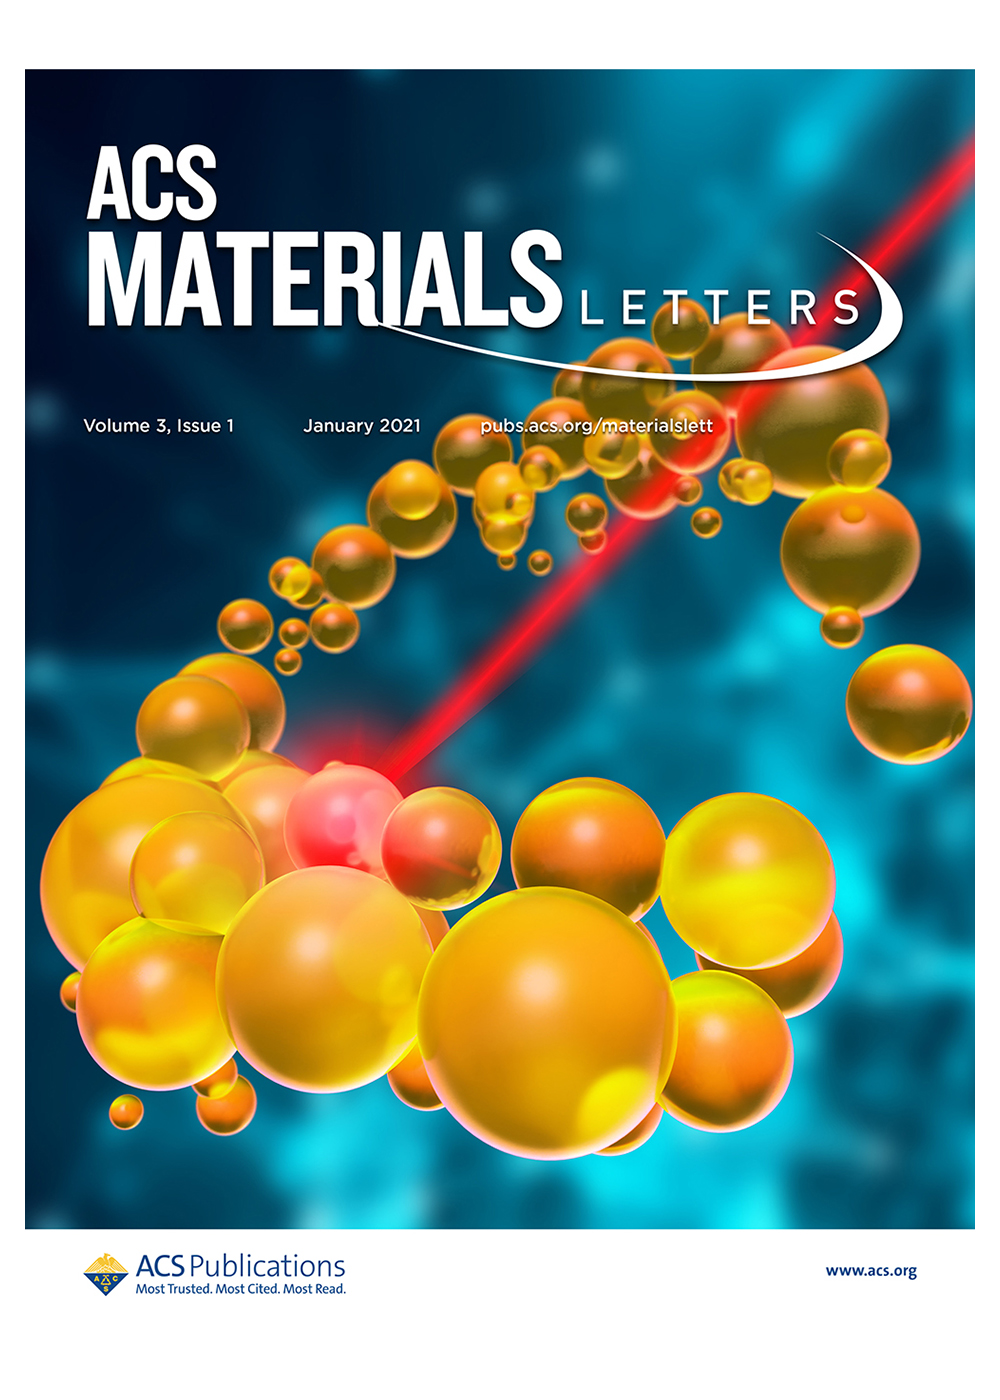 ACS
MATERIALS LETTERS
Volume 3, Issue 1 January 2021 pubs.acs.org/materialslett
ACS Publications
Most Trusted. Most Cited. Most Read.
www.acs.org
A C S